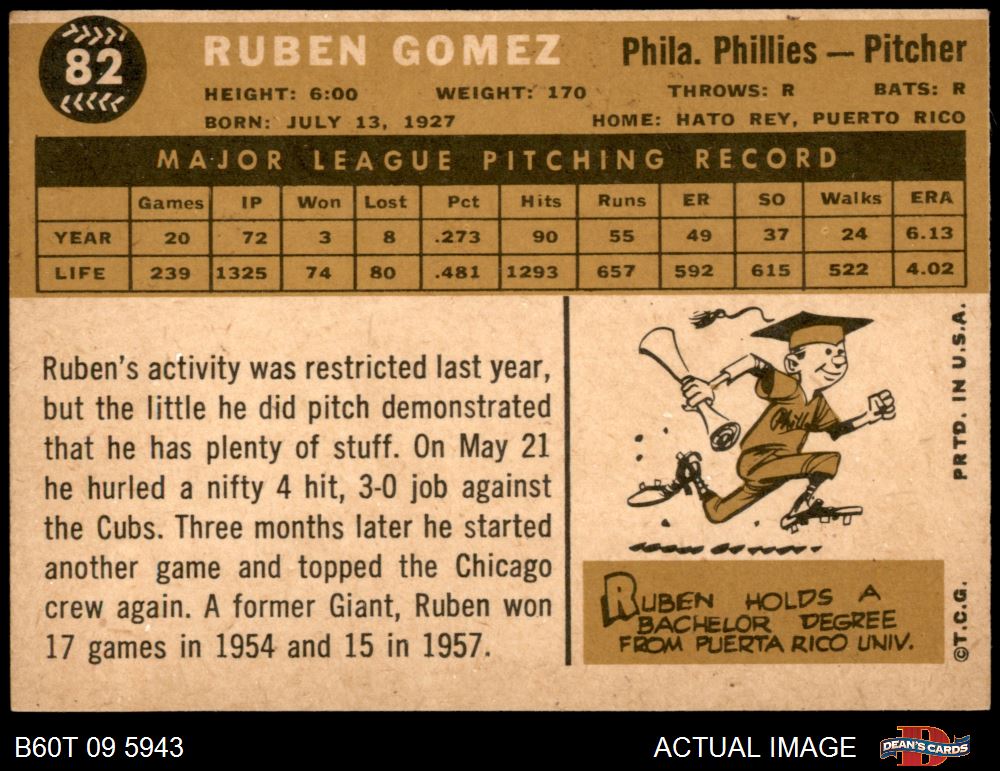 82
RUBEN GOMEZ Phila. Phillies — Pitcher
HEIGHT: 6:00 WEIGHT: 170 THROWS: R BATS: R
BORN: JULY 13, 1927 HOME: HATO REY, PUERTO RICO
MAJOR LEAGUE PITCHING RECORD
Games IP Won Lost Pct Hits Runs ER SO Walks ERA
YEAR 20 72 3 8 .273 90 55 49 37 24 6.13
LIFE 239 1325 74 80 .481 1293 657 592 615 522 4.02
Ruben's activity was restricted last year,
but the little he did pitch demonstrated
that he has plenty of stuff. On May 21
he hurled a nifty 4 hit, 3-0 job against
the Cubs. Three months later he started
another game and topped the Chicago
crew again. A former Giant, Ruben won
17 games in 1954 and 15 in 1957.
Phills
RUBEN HOLDS A
BACHELOR DEGREE
FROM PUERTA RICO UNIV.
©T.C.G. PRTD. IN U.S.A.
B60T 09 5943 ACTUAL IMAGE DEAN'S CARDS